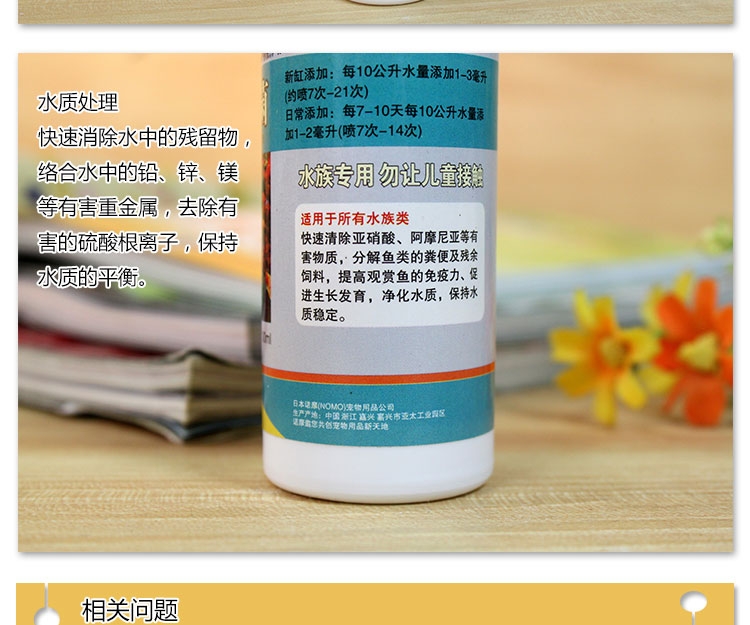 水质处理
快速消除水中的残留物，
络合水中的铅、锌、镁
等有害重金属，去除有
害的硫酸根离子，保持
水质的平衡。
新缸添加：每10公升水量添加1-3毫升
(约喷7次-21次)
日常添加：每7-10天每10公升水量添
加1-2毫升(喷7次-14次)
水族专用 勿让儿童接触
适用于所有水族类
快速清除亚硝酸、阿摩尼亚等有
害物质，分解鱼类的粪便及残余
饲料，提高观赏鱼的免疫力、促
进生长发育，净化水质，保持水
质稳定。
日本诺摩(NOMO)宠物用品公司
生产产地：中国 浙江 嘉兴 嘉兴市亚太工业园区
诺摩邀您共创宠物用品新天地
相关问题